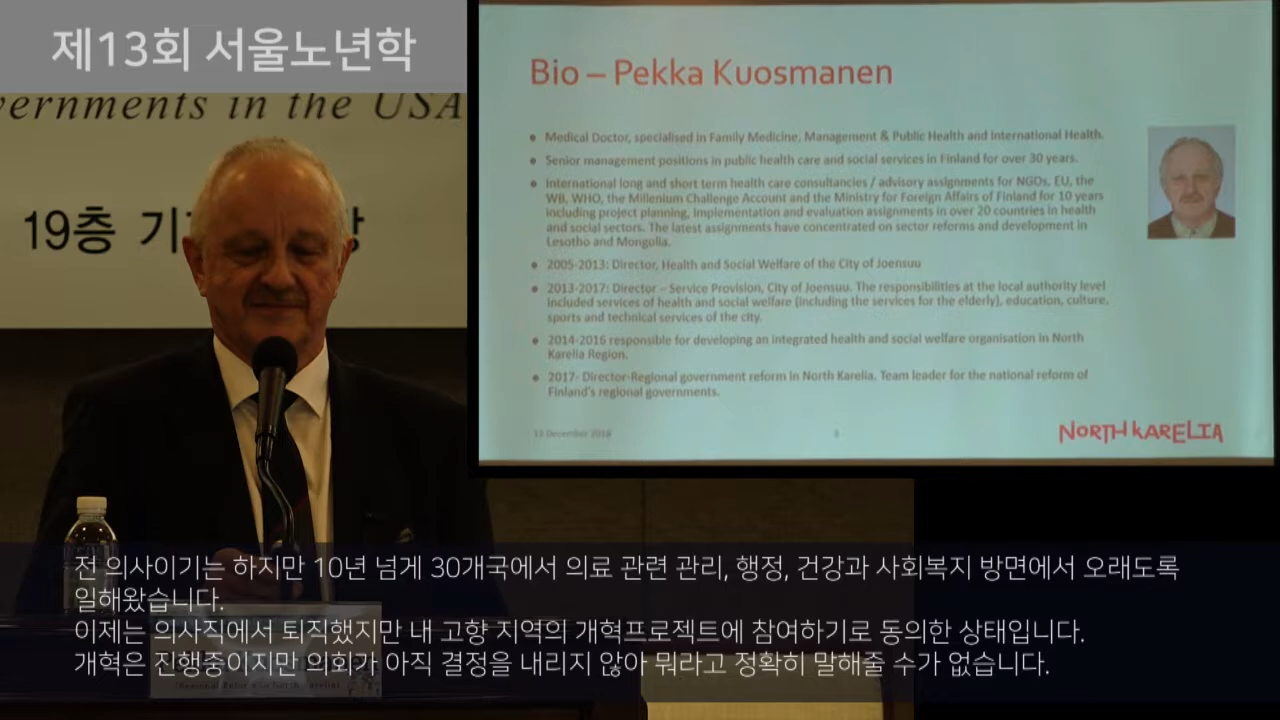 제13회 서울노년학
vernments in the USA
19층 기
Bio – Pekka Kuosmanen
Medical Doctor, specialised in Family Medicine, Management & Public Health and International Health.
Senior management positions in public health care and social services in Finland for over 30 years.
International long and short term health care consultancies / advisory assignments for NGOs, EU, the
WB, WHO, the Millenium Challenge Account and the Ministry for Foreign Affairs of Finland for 10 years
including project planning, implementation and evaluation assignments in over 20 countries in health
and social sectors. The latest assignments have concentrated on sector reforms and development in
Lesotho and Mongolia.
2005-2013: Director, Health and Social Welfare of the City of Joensuu
2013-2017: Director – Service Provision, City of Joensuu. The responsibilities at the local authority level
included services of health and social welfare (including the services for the elderly), education, culture,
sports and technical services of the city.
2014-2016 responsible for developing an integrated health and social welfare organisation in North
Karelia Region.
2017- Director-Regional government reform in North Karelia. Team leader for the national reform of
Finland's regional governments.
13 December 2018
3
NORTH KARELIA
전 의사이기는 하지만 10년 넘게 30개국에서 의료 관련 관리, 행정, 건강과 사회복지 방면에서 오래도록
일해왔습니다.
이제는 의사직에서 퇴직했지만 내 고향 지역의 개혁프로젝트에 참여하기로 동의한 상태입니다.
개혁은 진행중이지만 의회가 아직 결정을 내리지 않아 뭐라고 정확히 말해줄 수가 없습니다.